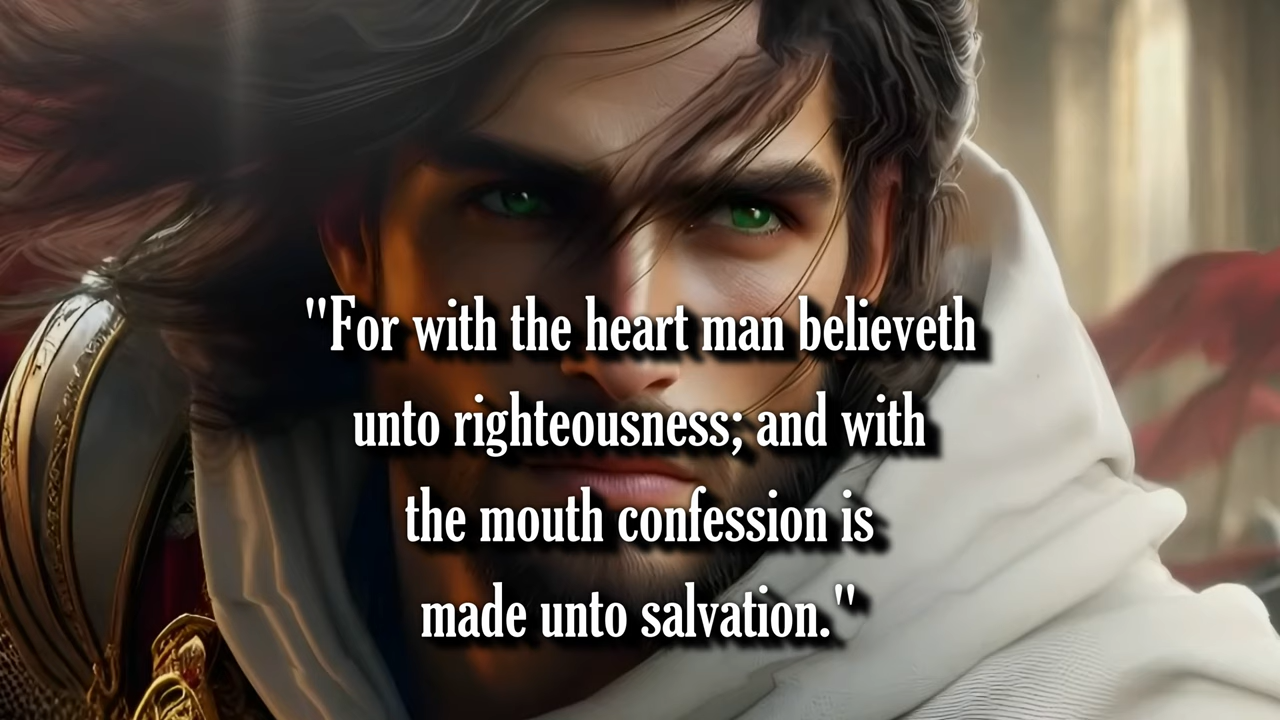 "For with the heart man believeth
unto righteousness; and with
the mouth confession is
made unto salvation."